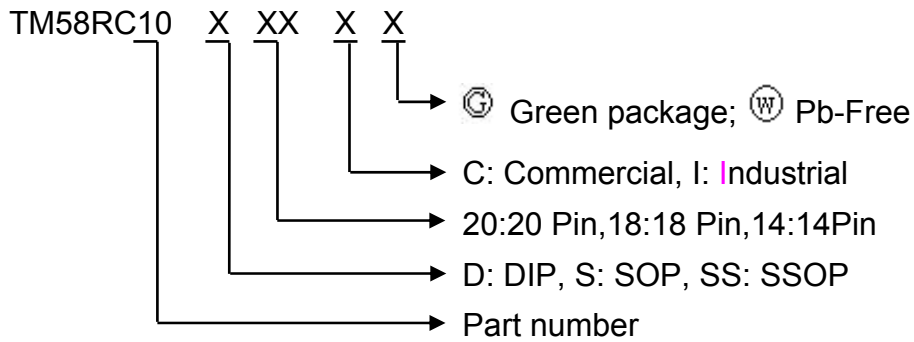 TM58RC10 X XX X X
Ⓖ Green package; Ⓦ Pb-Free
C: Commercial, I: Industrial
20:20 Pin,18:18 Pin,14:14Pin
D: DIP, S: SOP, SS: SSOP
Part number